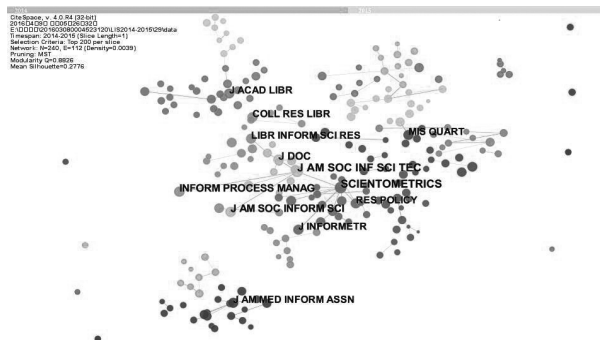 2014 2015
CiteSpace, v. 4.0.R4 (32-bit)
Timespan: 2014-2015 (Slice Length=1)
Selection Criteria: Top 200 per slice
Network: N=240, E=112 (Density=0.0039)
Pruning: MST
Modularity Q=0.8826
Mean Silhouette=0.2776
J ACAD LIBR
COLL RES LIBR
LIBR INFORM SCI RES
MIS QUART
J DOC
J AM SOC INF SCI TEC
INFORM PROCESS MANAG
SCIENTOMETRICS
RES POLICY
J AM SOC INFORM SCI
J INFORMETR
J AM MED INFORM ASSN